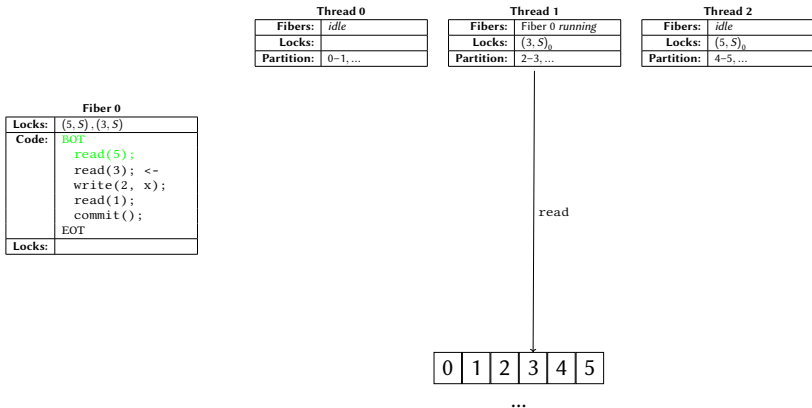 Thread 0
Fibers: idle
Locks:
Partition: 0–1, ...
Thread 1
Fibers: Fiber 0 running
Locks: (3, S)₀
Partition: 2–3, ...
Thread 2
Fibers: idle
Locks: (5, S)₀
Partition: 4–5, ...
Fiber 0
Locks: (5, S) , (3, S)
Code: BOT
read(5);
read(3); <-
write(2, x);
read(1);
commit();
EOT
Locks:
read
0 1 2 3 4 5
...